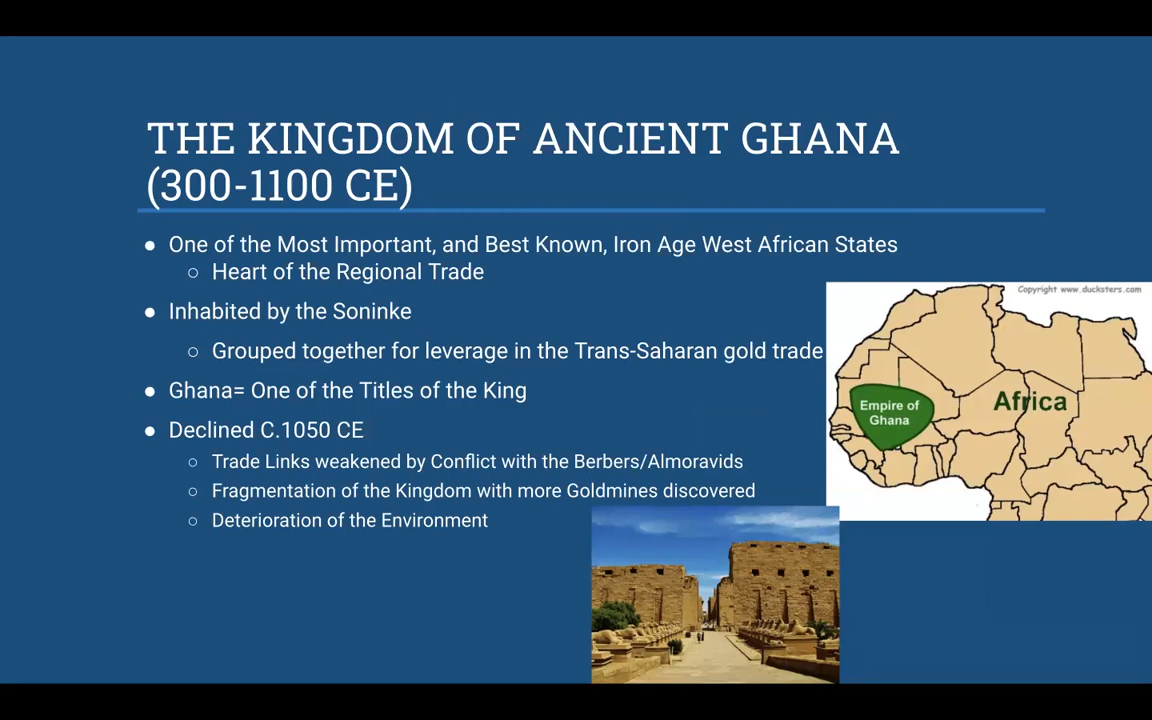 THE KINGDOM OF ANCIENT GHANA
(300-1100 CE)
● One of the Most Important, and Best Known, Iron Age West African States
○ Heart of the Regional Trade
● Inhabited by the Soninke
○ Grouped together for leverage in the Trans-Saharan gold trade
● Ghana= One of the Titles of the King
● Declined C.1050 CE
○ Trade Links weakened by Conflict with the Berbers/Almoravids
○ Fragmentation of the Kingdom with more Goldmines discovered
○ Deterioration of the Environment
Copyright www.ducksters.com
Africa
Empire of
Ghana